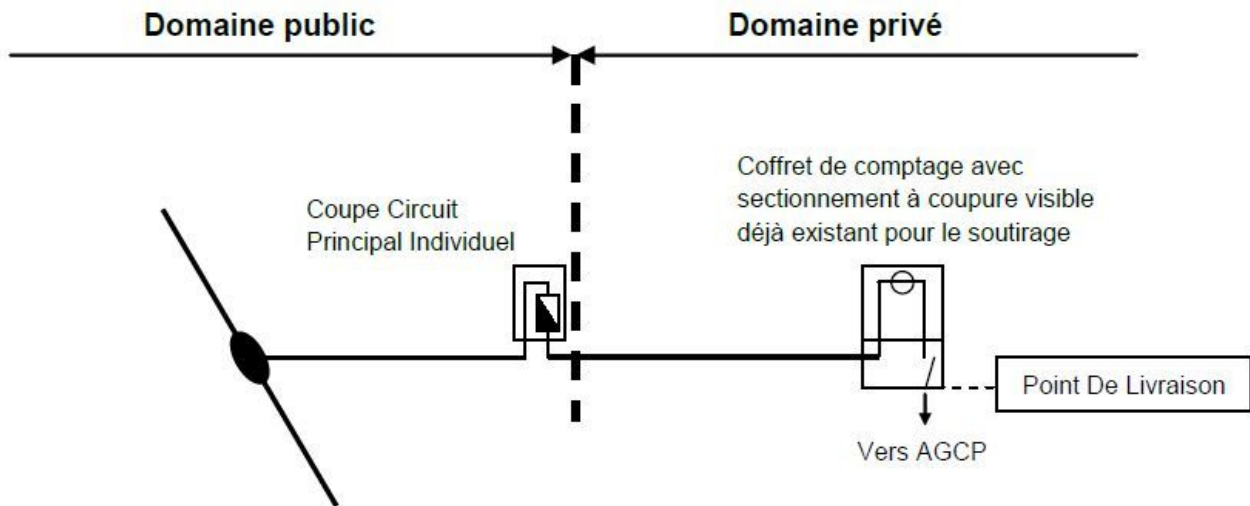 Domaine public
Domaine privé
Coupe Circuit
Principal Individuel
Coffret de comptage avec
sectionnement à coupure visible
déjà existant pour le soutirage
Point De Livraison
Vers AGCP